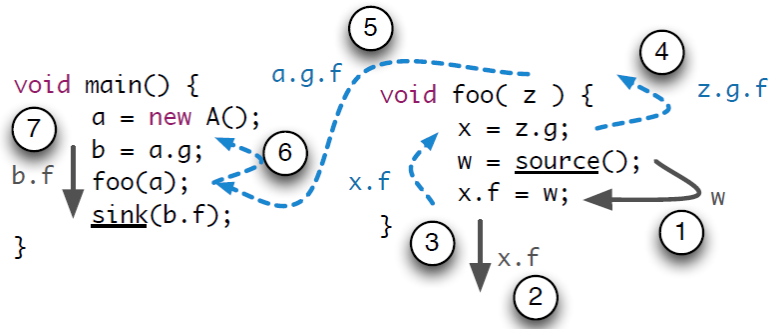 5
4
a.g.f
z.g.f
void main() {
a = new A();
b = a.g;
foo(a);
sink(b.f);
}
7
b.f
6
void foo( z ) {
x = z.g;
w = source();
x.f = w;
}
x.f
3
w
1
x.f
2